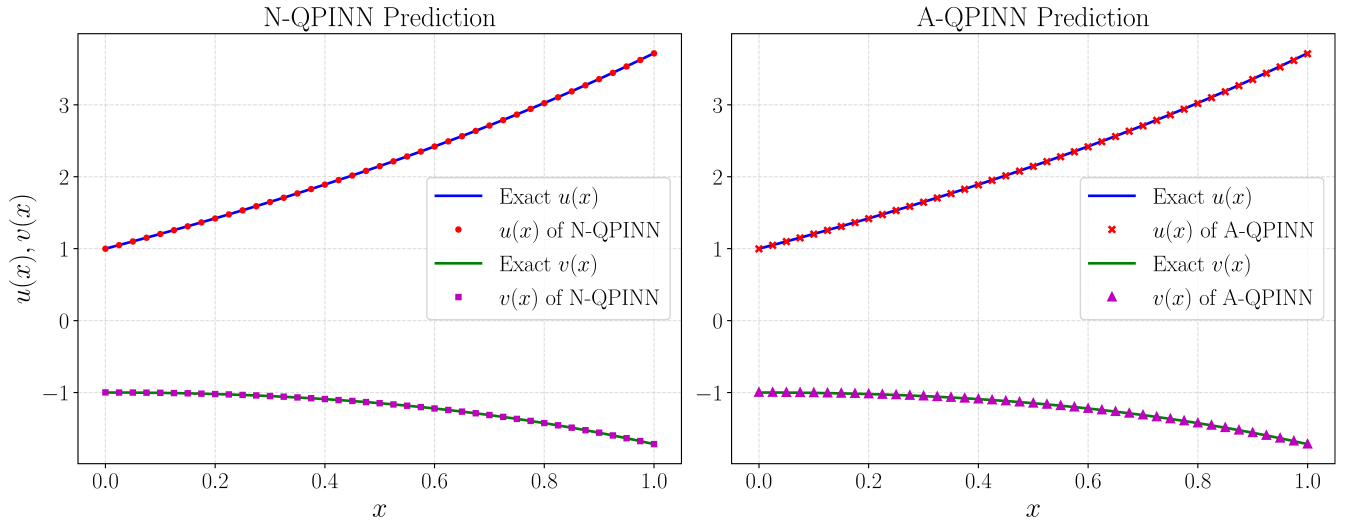 N-QPINN Prediction
u(x), v(x)
3
2
1
0
−1
0.0 0.2 0.4 0.6 0.8 1.0
x
Exact u(x)
u(x) of N-QPINN
Exact v(x)
v(x) of N-QPINN
A-QPINN Prediction
3
2
1
0
−1
0.0 0.2 0.4 0.6 0.8 1.0
x
Exact u(x)
u(x) of A-QPINN
Exact v(x)
v(x) of A-QPINN